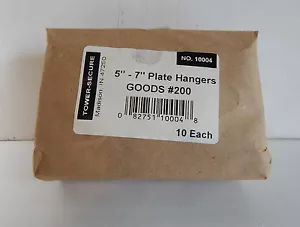 NO. 10004
TOWER-SECURE
Madison, IN 47250
5" - 7" Plate Hangers
GOODS #200
0 82751 10004 8
10 Each